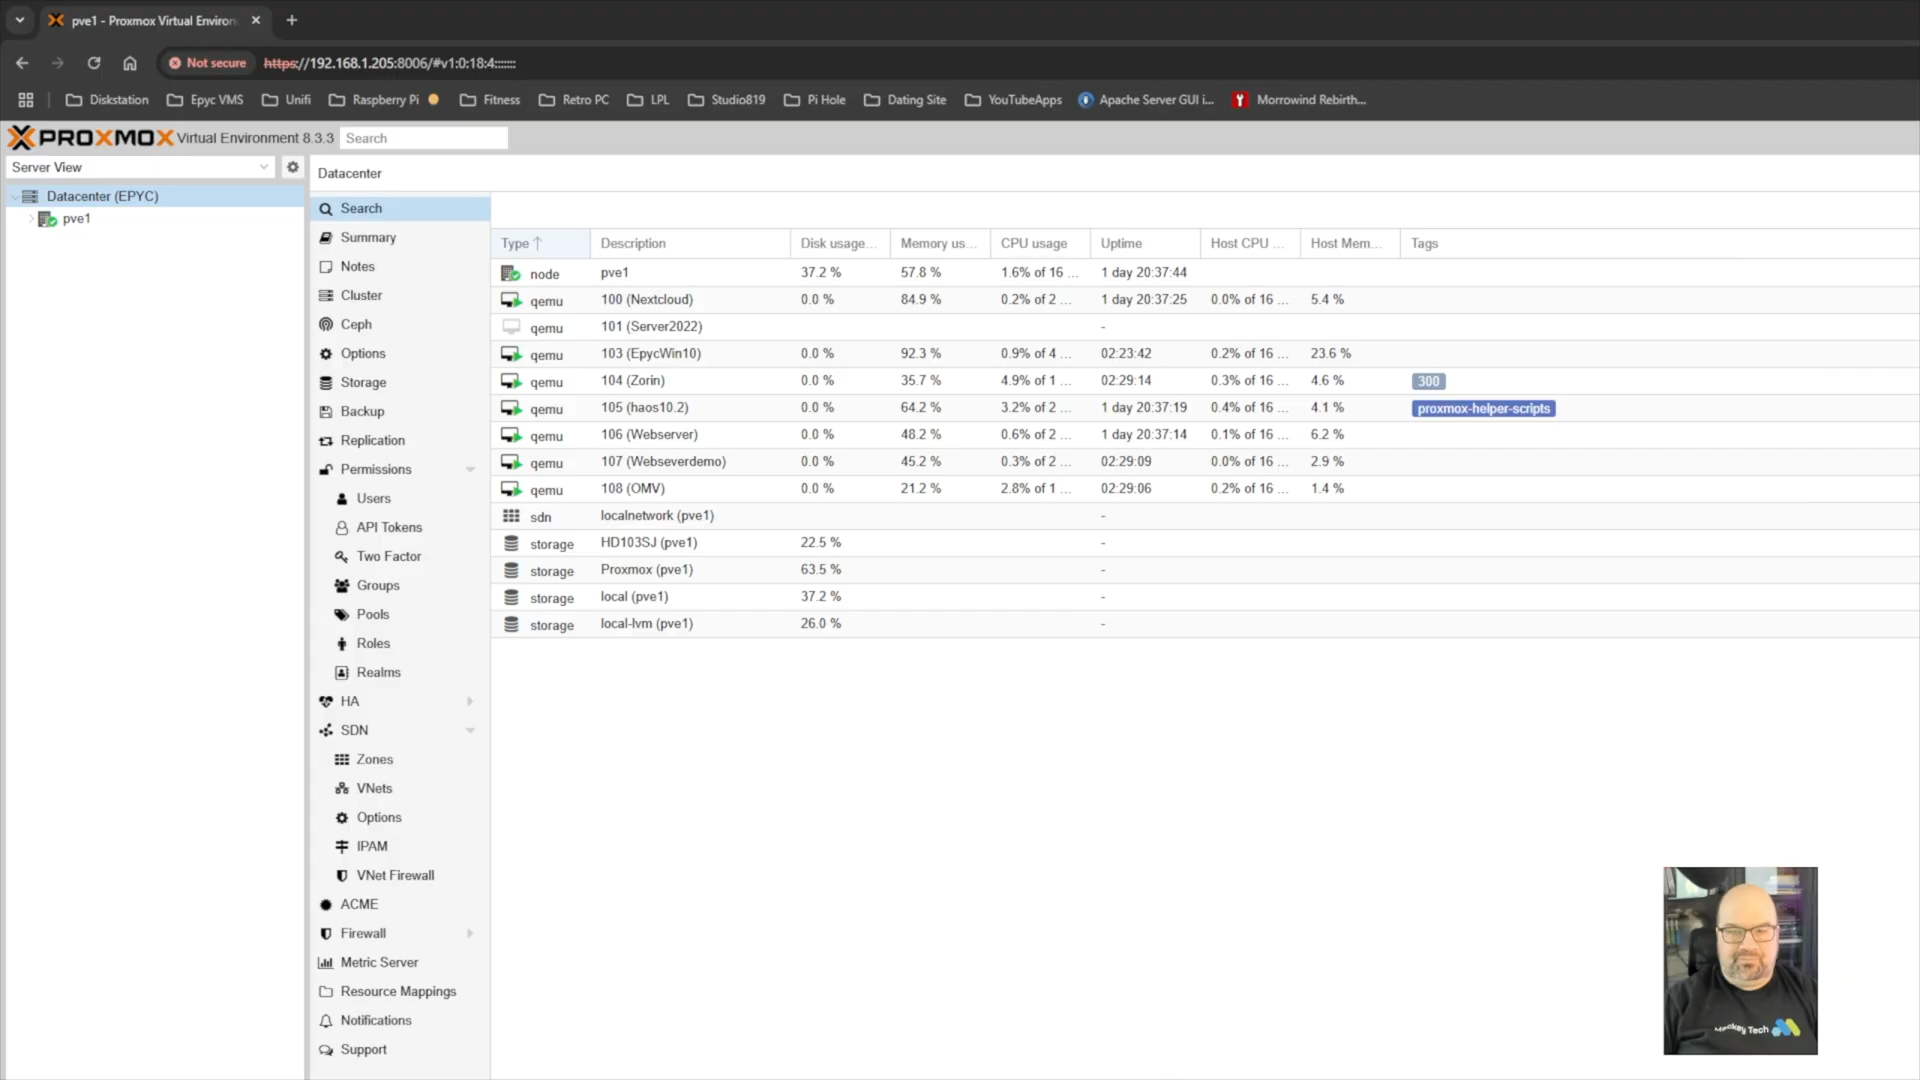 pve1 - Proxmox Virtual Environ
Not secure https://192.168.1.205:8006/#v1:0:18:4:::::::
Diskstation Epyc VMS Unifi Raspberry Pi Fitness Retro PC LPL Studio819 Pi Hole Dating Site YouTubeApps Apache Server GUI i... Morrowind Rebirth...
PROXMOX Virtual Environment 8.3.3 Search
Server View
Datacenter (EPYC)
pve1
Datacenter
Search
Summary
Notes
Cluster
Ceph
Options
Storage
Backup
Replication
Permissions
Users
API Tokens
Two Factor
Groups
Pools
Roles
Realms
HA
SDN
Zones
VNets
Options
IPAM
VNet Firewall
ACME
Firewall
Metric Server
Resource Mappings
Notifications
Support
Type Description Disk usage... Memory us... CPU usage Uptime Host CPU ... Host Mem... Tags
node pve1 37.2 % 57.8 % 1.6% of 16 ... 1 day 20:37:44
qemu 100 (Nextcloud) 0.0 % 84.9 % 0.2% of 2 ... 1 day 20:37:25 0.0% of 16 ... 5.4 %
qemu 101 (Server2022) -
qemu 103 (EpycWin10) 0.0 % 92.3 % 0.9% of 4 ... 02:23:42 0.2% of 16 ... 23.6 %
qemu 104 (Zorin) 0.0 % 35.7 % 4.9% of 1 ... 02:29:14 0.3% of 16 ... 4.6 % 300
qemu 105 (haos10.2) 0.0 % 64.2 % 3.2% of 2 ... 1 day 20:37:19 0.4% of 16 ... 4.1 % proxmox-helper-scripts
qemu 106 (Webserver) 0.0 % 48.2 % 0.6% of 2 ... 1 day 20:37:14 0.1% of 16 ... 6.2 %
qemu 107 (Webseverdemo) 0.0 % 45.2 % 0.3% of 2 ... 02:29:09 0.0% of 16 ... 2.9 %
qemu 108 (OMV) 0.0 % 21.2 % 2.8% of 1 ... 02:29:06 0.2% of 16 ... 1.4 %
sdn localnetwork (pve1) -
storage HD103SJ (pve1) 22.5 % -
storage Proxmox (pve1) 63.5 % -
storage local (pve1) 37.2 % -
storage local-lvm (pve1) 26.0 % -
Tech